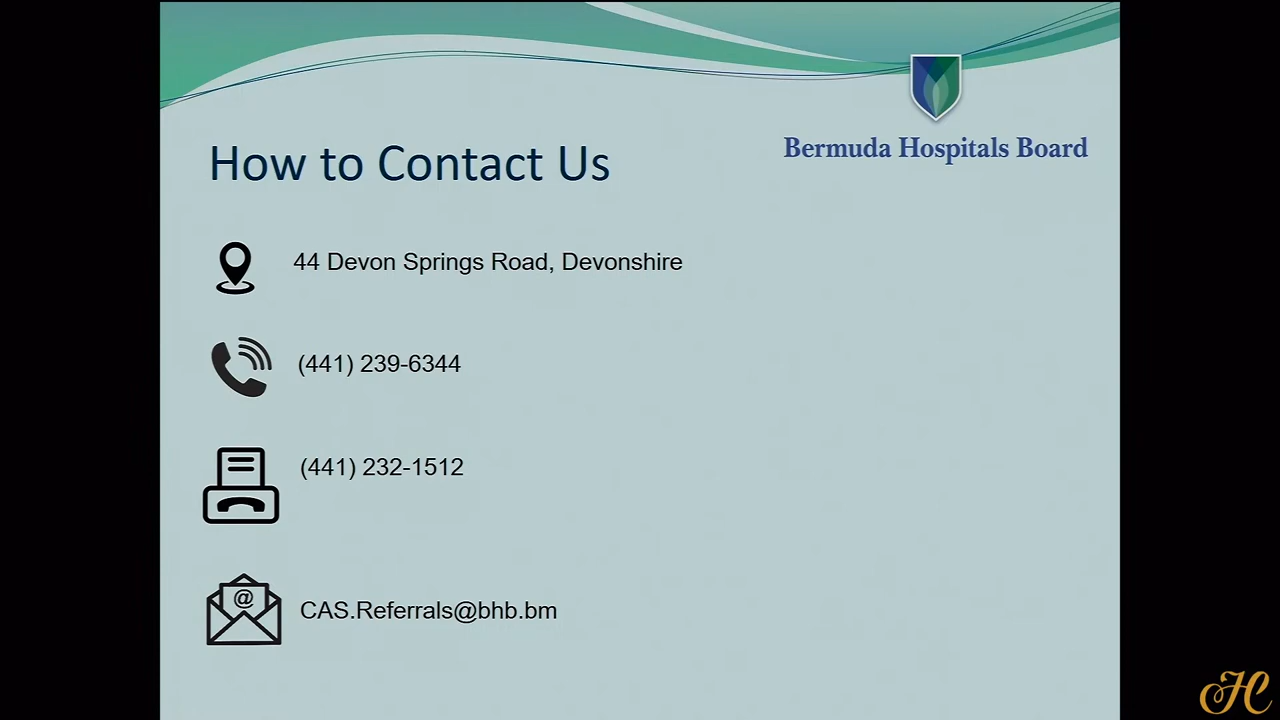 Bermuda Hospitals Board
How to Contact Us
44 Devon Springs Road, Devonshire
(441) 239-6344
(441) 232-1512
@
CAS.Referrals@bhb.bm
HC